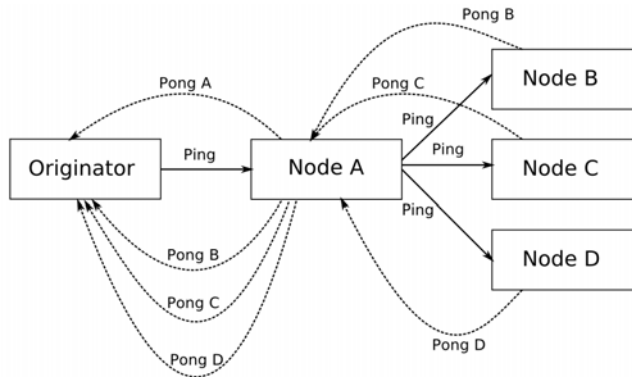 Pong B
Node B
Pong A
Pong C
Ping
Originator
Ping
Node A
Ping
Node C
Ping
Node D
Pong B
Pong C
Pong D
Pong D